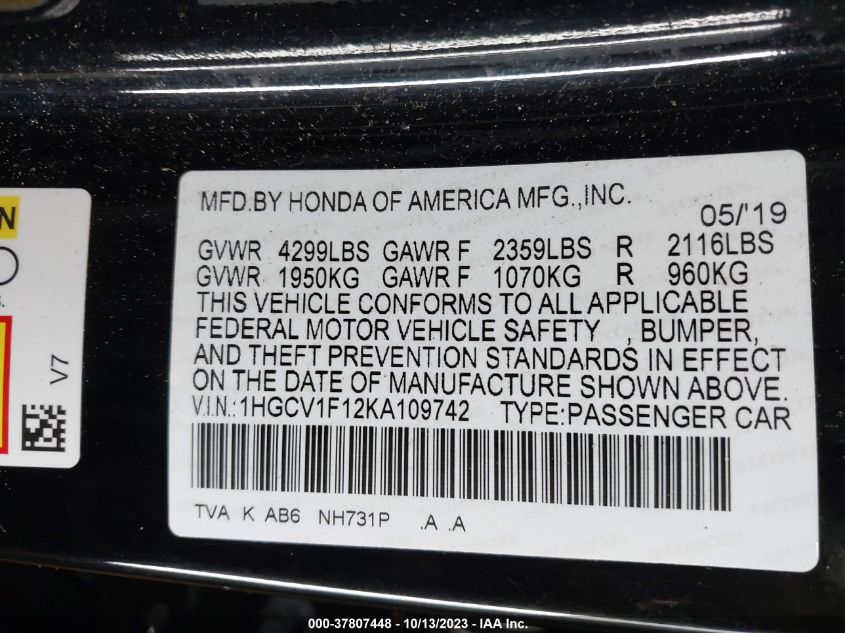 MFD.BY HONDA OF AMERICA MFG.,INC.
05/'19
GVWR 4299LBS GAWR F 2359LBS R 2116LBS
GVWR 1950KG GAWR F 1070KG R 960KG
THIS VEHICLE CONFORMS TO ALL APPLICABLE
FEDERAL MOTOR VEHICLE SAFETY , BUMPER,
AND THEFT PREVENTION STANDARDS IN EFFECT
ON THE DATE OF MANUFACTURE SHOWN ABOVE.
V.I.N.:1HGCV1F12KA109742 TYPE:PASSENGER CAR
TVA K AB6 NH731P .A .A
V7
000-37807448 - 10/13/2023 - IAA Inc.